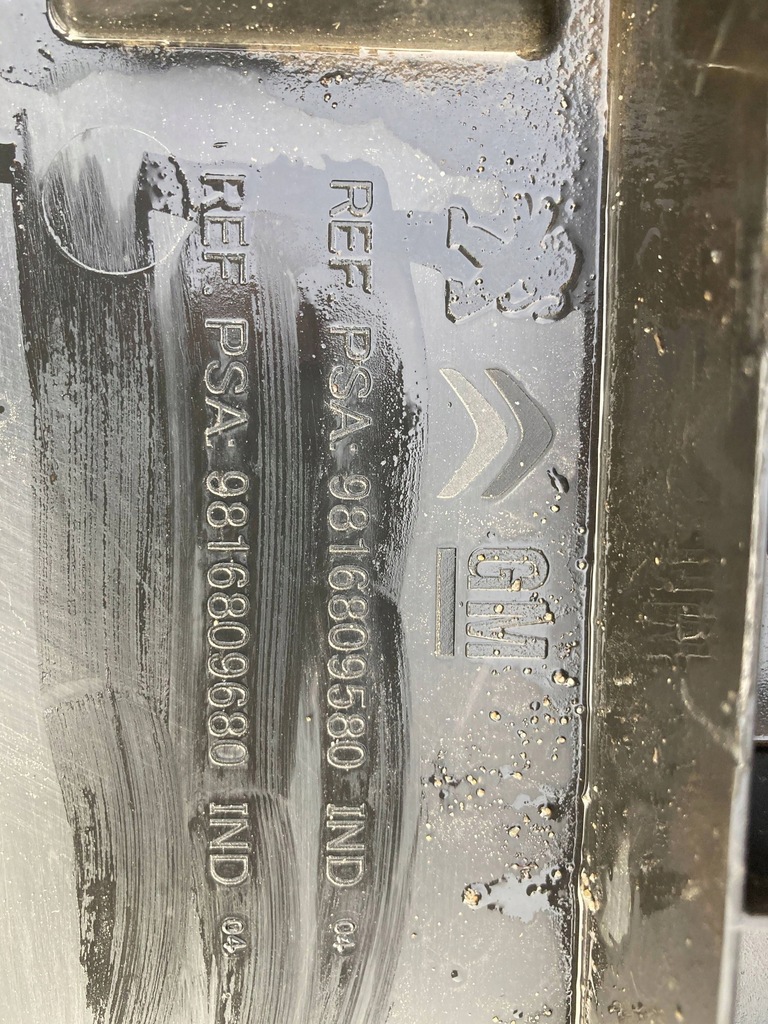 GM
REF. PSA: 9816809580 IND 04
REF. PSA: 9816809680 IND 04